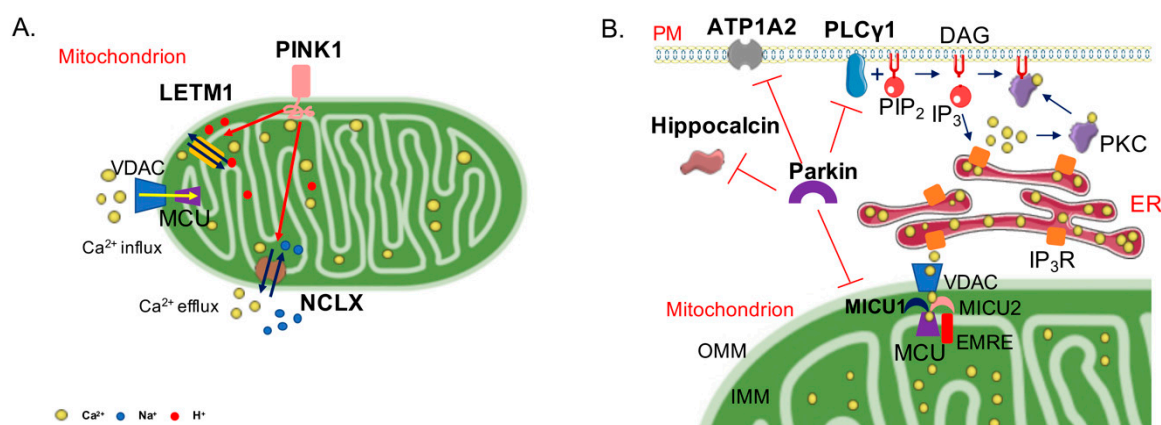 A.
Mitochondrion
PINK1
LETM1
VDAC
MCU
Ca²⁺ influx
Ca²⁺ efflux
NCLX
Ca²⁺ Na⁺ H⁺
B.
PM
ATP1A2
PLCγ1
DAG
PIP₂
IP₃
PKC
Hippocalcin
Parkin
ER
IP₃R
VDAC
Mitochondrion
MICU1
MICU2
OMM
MCU
EMRE
IMM